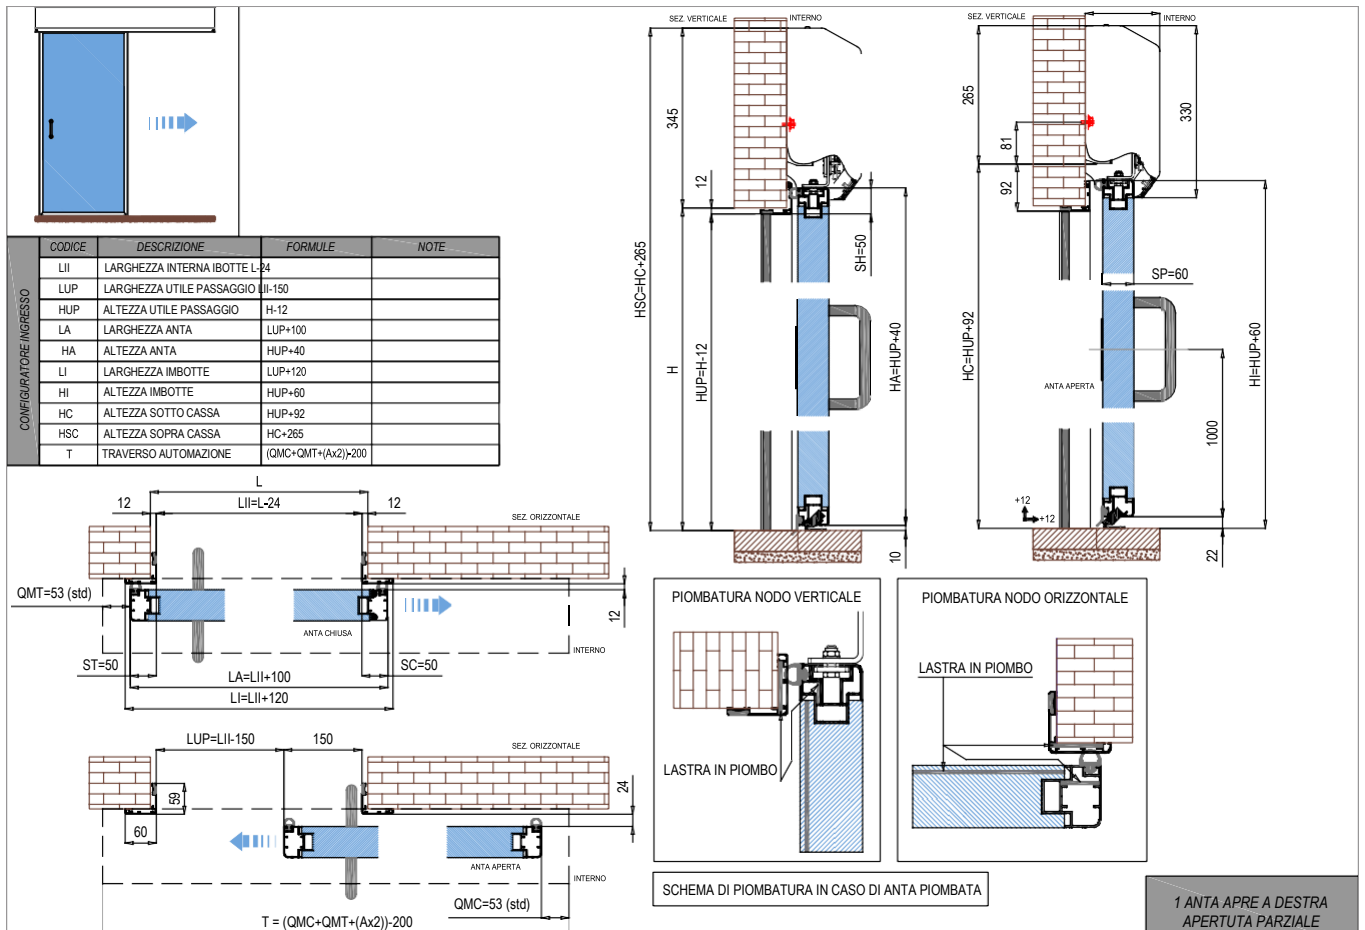 CODICE DESCRIZIONE FORMULE NOTE
LII LARGHEZZA INTERNA IBOTTE L-24
LUP LARGHEZZA UTILE PASSAGGIO LII-150
HUP ALTEZZA UTILE PASSAGGIO H-12
LA LARGHEZZA ANTA LUP+100
HA ALTEZZA ANTA HUP+40
LI LARGHEZZA IMBOTTE LUP+120
HI ALTEZZA IMBOTTE HUP+60
HC ALTEZZA SOTTO CASSA HUP+92
HSC ALTEZZA SOPRA CASSA HC+265
T TRAVERSO AUTOMAZIONE (QMC+QMT+(Ax2))-200
CONFIGURATORE INGRESSO
L
12 LII=L-24 12
SEZ. ORIZZONTALE
QMT=53 (std)
12
ANTA CHIUSA
INTERNO
ST=50 SC=50
LA=LII+100
LI=LII+120
LUP=LII-150 150
SEZ. ORIZZONTALE
59
24
60
ANTA APERTA
INTERNO
QMC=53 (std)
T = (QMC+QMT+(Ax2))-200
SEZ. VERTICALE INTERNO
345
12
HSC=HC+265
H
HUP=H-12
SH=50
HA=HUP+40
10
SEZ. VERTICALE INTERNO
265
81
92
330
SP=60
HC=HUP+92
HI=HUP+60
ANTA APERTA
1000
+12
+12
22
PIOMBATURA NODO VERTICALE
LASTRA IN PIOMBO
PIOMBATURA NODO ORIZZONTALE
LASTRA IN PIOMBO
SCHEMA DI PIOMBATURA IN CASO DI ANTA PIOMBATA
1 ANTA APRE A DESTRA
APERTUTA PARZIALE